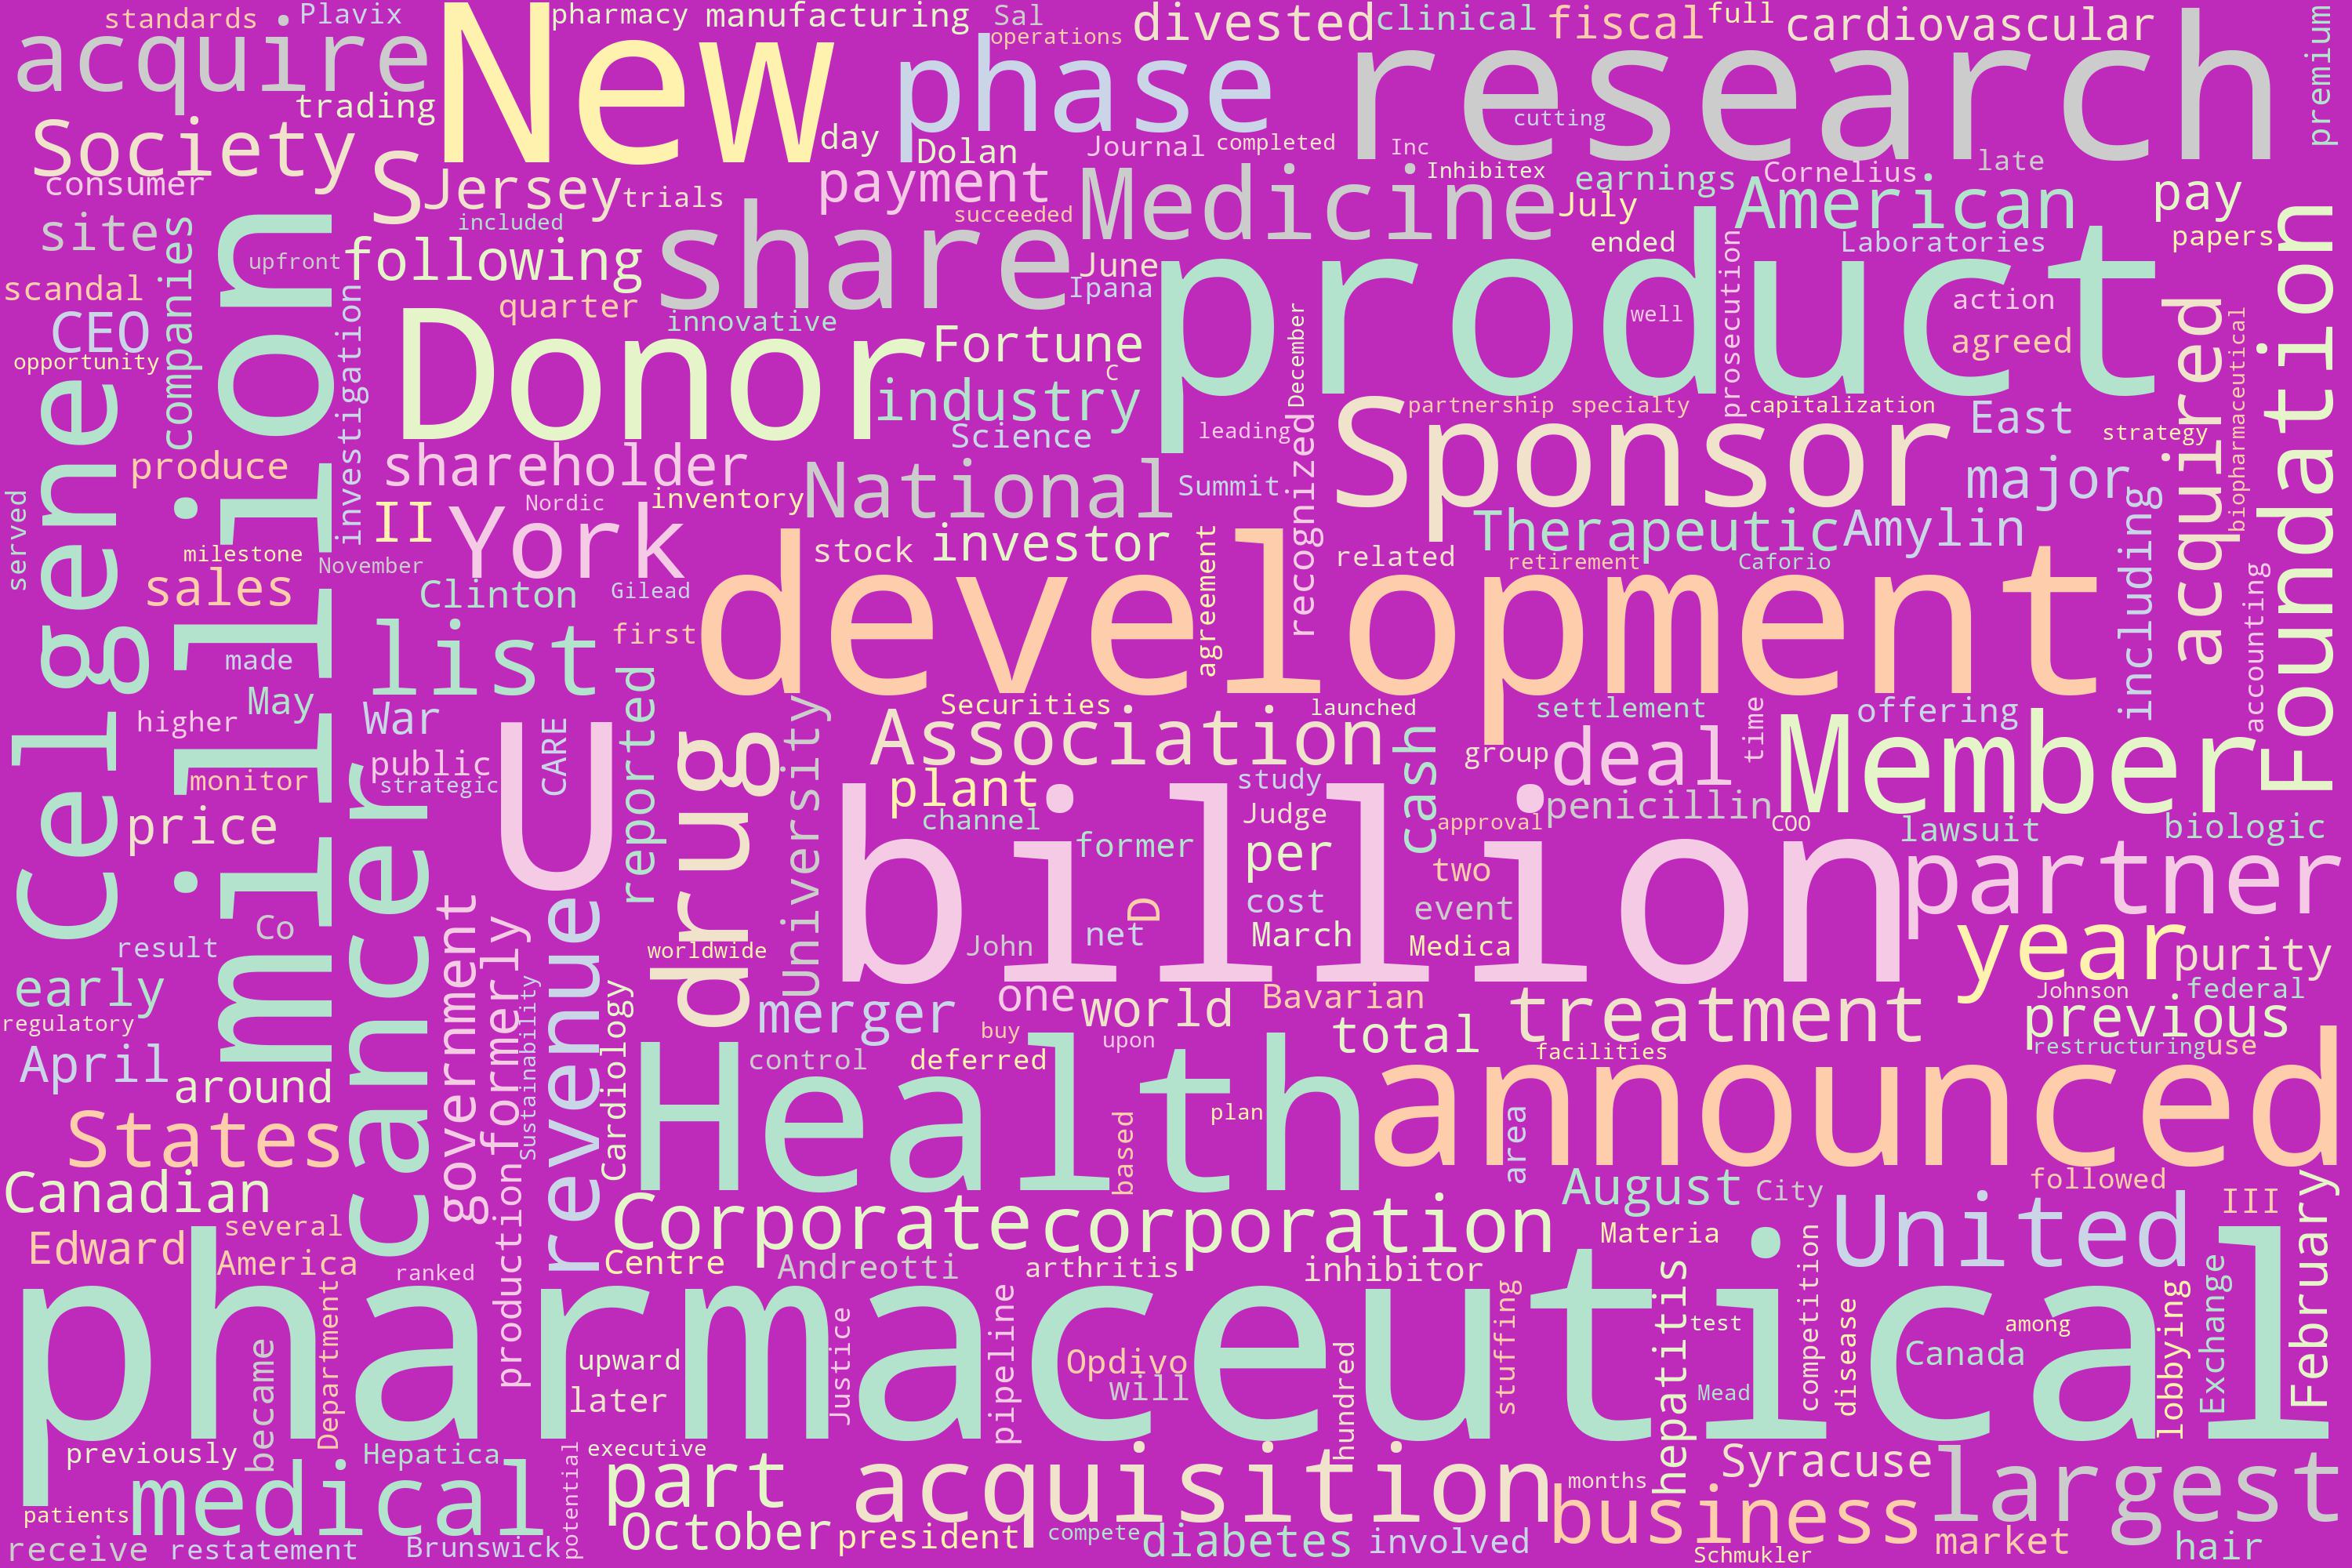 standards
Plavix
pharmacy
manufacturing
Sal
operations
divested
clinical
fiscal
full
cardiovascular
premium
acquire
New
phase
research
trading
Society
day
Dolan
Journal
completed
Inc
cutting
S
Jersey
trials
payment
Medicine
Inhibitex
earnings
Cornelius
late
American
pay
consumer
site
companies
million
included
succeeded
share
July
ended
Laboratories
papers
upfront
following
June
Ipana
product
prosecution
scandal
CEO
investigation
quarter
innovative
December
well
action
agreed
acquired
biopharmaceutical
Foundation
opportunity
Donor
Fortune
C
industry
Sponsor
partnership
specialty
capitalization
East
strategy
Celgene
produce
shareholder
Science
leading
recognized
National
Summit
major
served
II
York
Nordic
inventory
Therapeutic
Amylin
including
milestone
November
stock
investor
agreement
related
retirement
Caforio
accounting
sales
Clinton
Gilead
development
list
first
made
May
reported
higher
War
public
strategic
CARE
U
drug
University
Securities
launched
Association
cash
settlement
offering
time
group
deal
Member
monitor
price
cancer
plant
study
channel
Judge
penicillin
approval
COO
lawsuit
biologic
billion
former
per
two
partner
government
formerly
revenue
Co
result
worldwide
John
net
D
cost
March
event
Medica
year
purity
early
regulatory
April
around
Sustainability
Cardiology
merger
one
world
Bavarian
treatment
Johnson
federal
previous
restructuring
use
buy
upon
total
facilities
control
deferred
Health
announced
States
based
plan
area
Canadian
production
Corporate
corporation
August
City
followed
III
United
February
Edward
several
America
ranked
Centre
Andreotti
arthritis
inhibitor
Materia
pharmaceutical
Department
became
upward
later
Justice
pipeline
Opdivo
will
hundred
stuffing
hepatitis
test
Mead
competition
disease
Canada
among
lobbying
Exchange
previously
Hepatica
executive
potential
medical
part
acquisition
months
Syracuse
largest
patients
receive
restatement
Brunswick
October
president
compete
diabetes
involved
business
Schmukler
market
hair